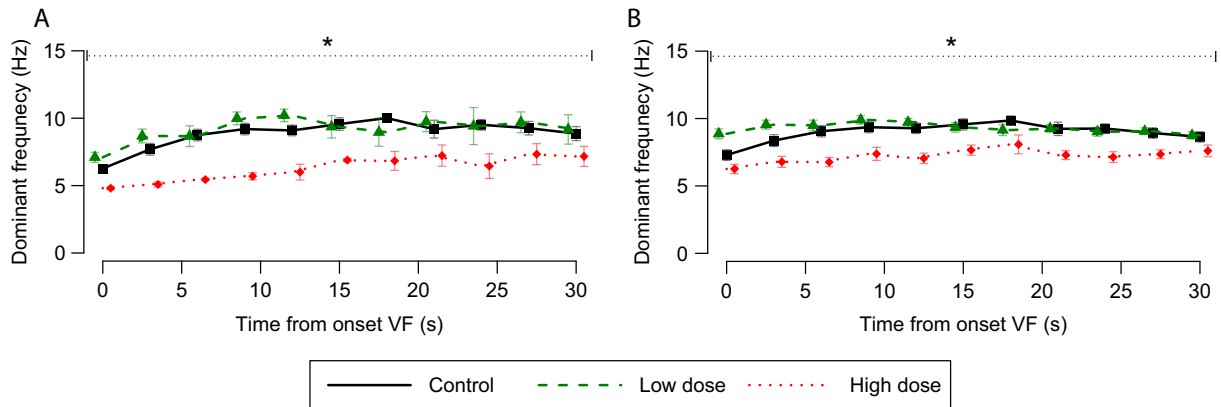 A
Dominant frequnecy (Hz)
15
10
5
0
*
0 5 10 15 20 25 30
Time from onset VF (s)
B
Dominant frequnecy (Hz)
15
10
5
0
*
0 5 10 15 20 25 30
Time from onset VF (s)
Control Low dose High dose